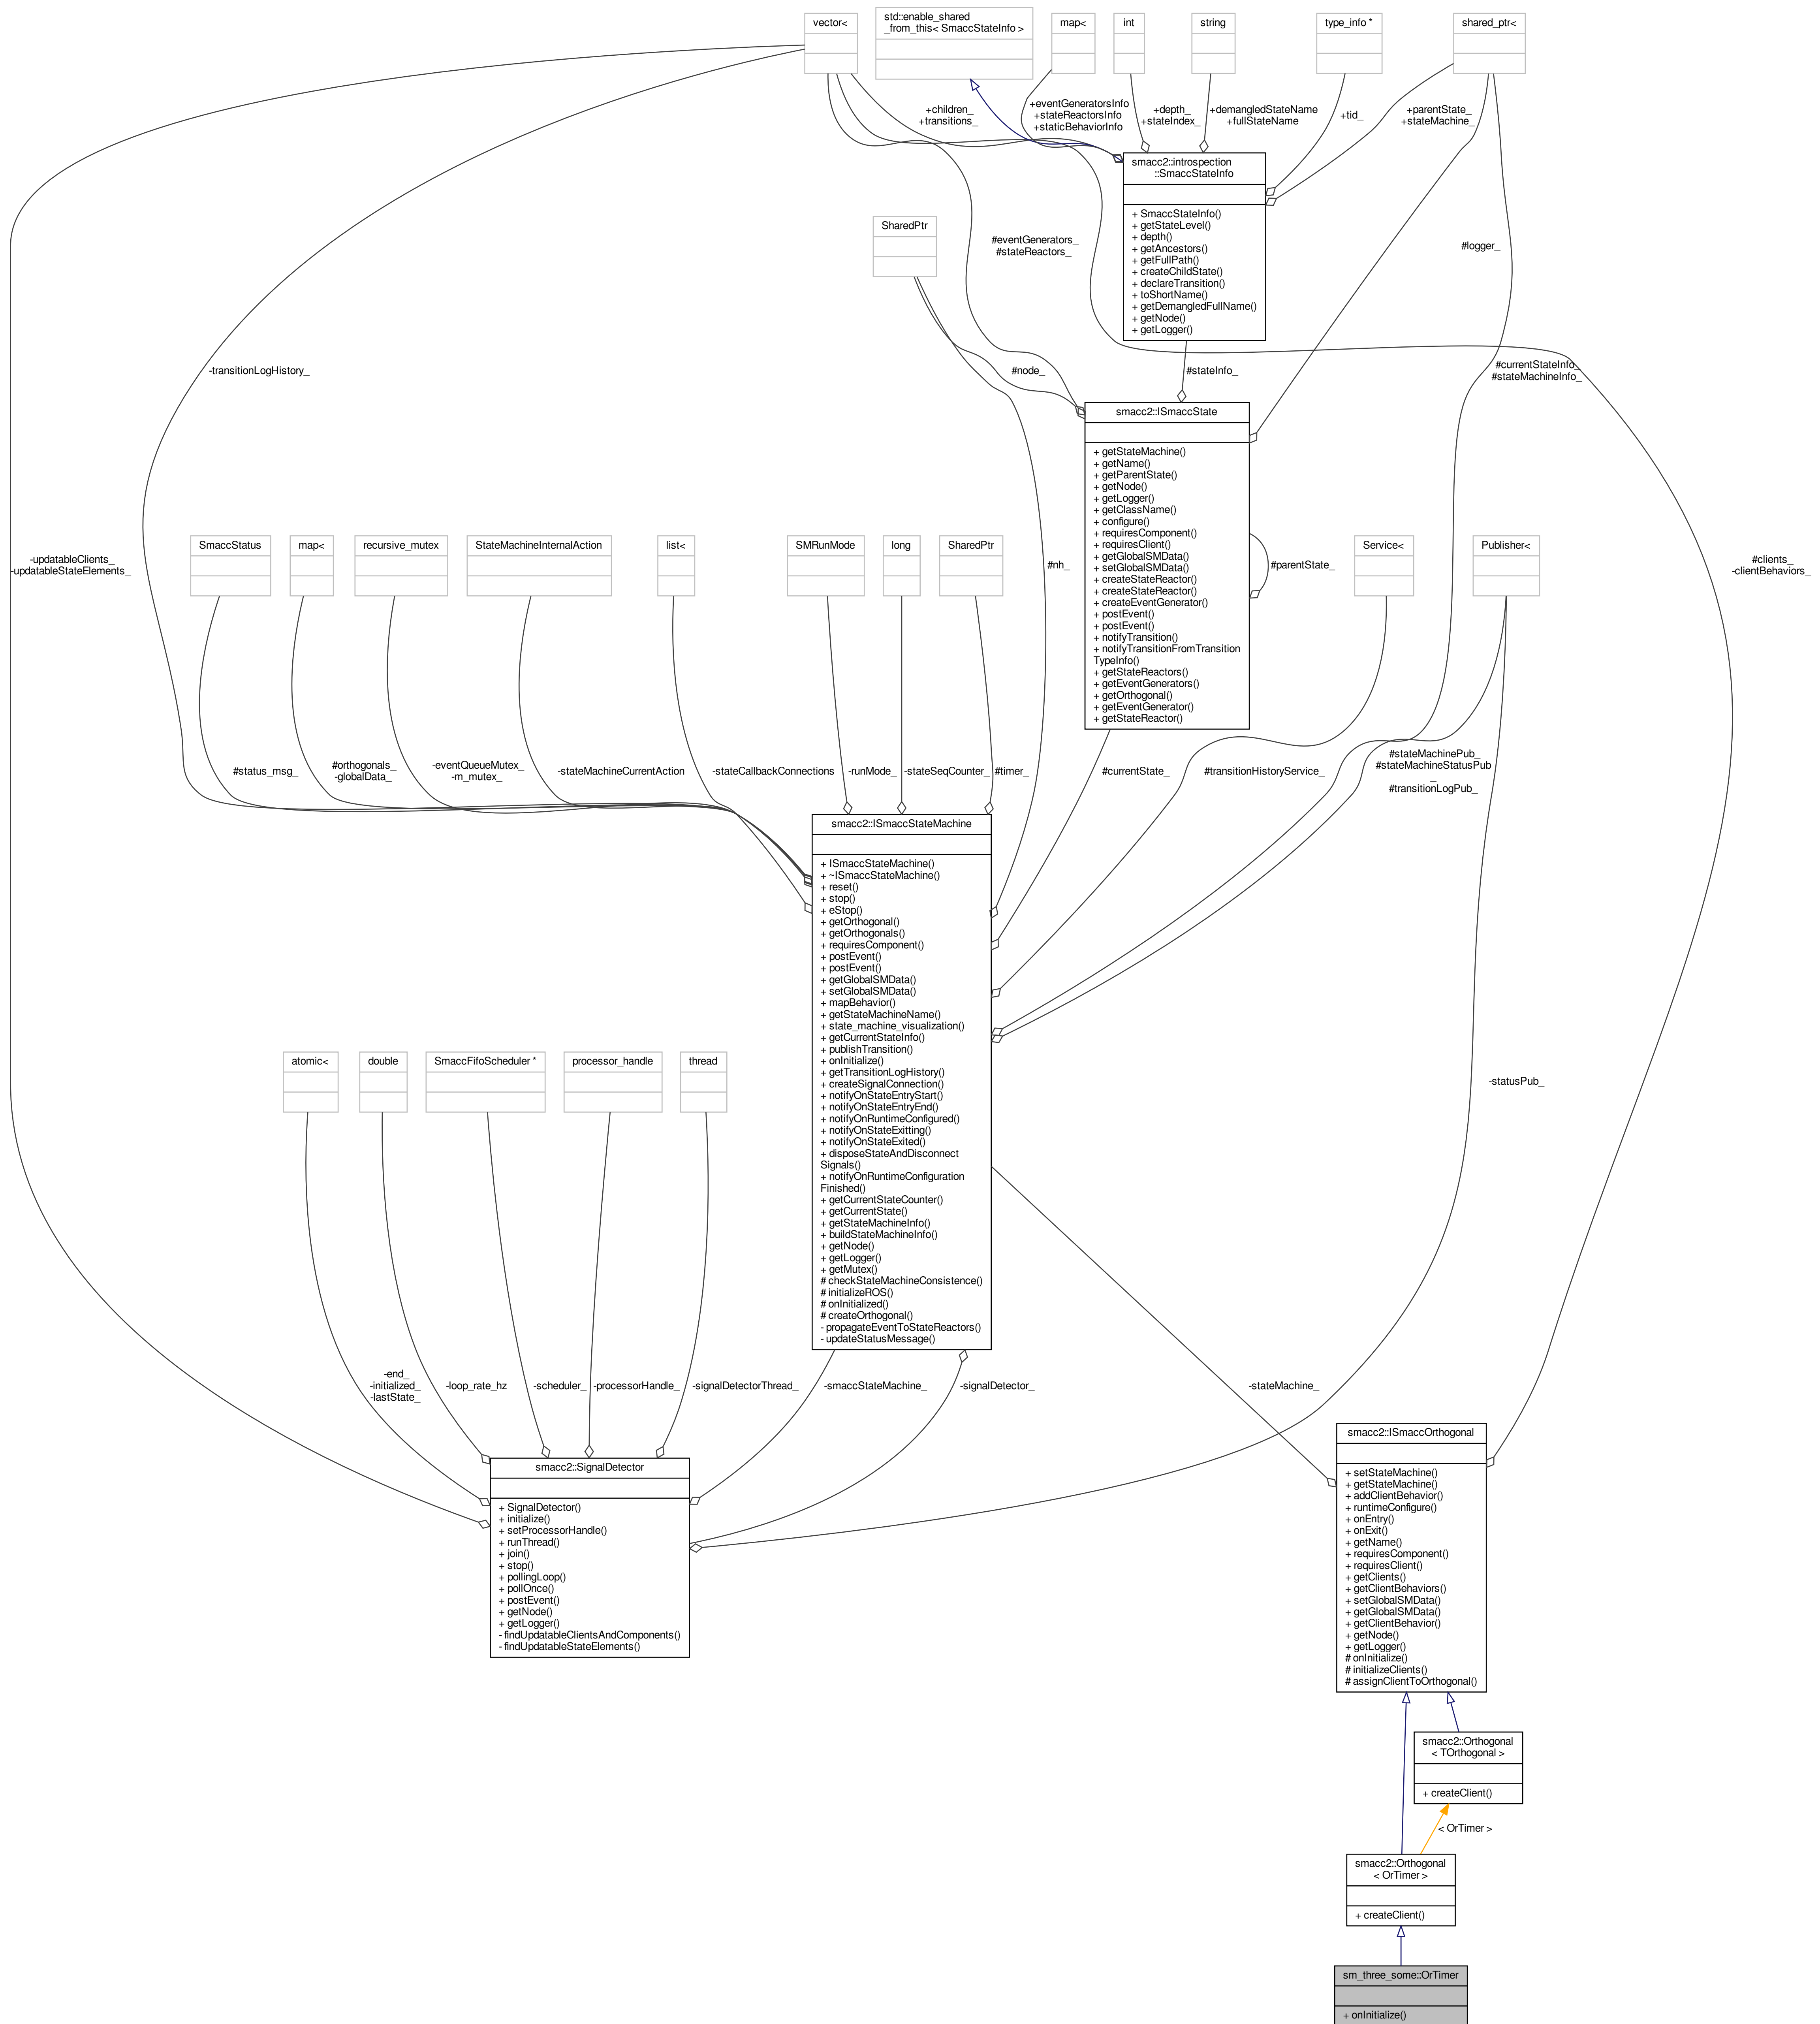 vector<
std::enable_shared
_from_this< SmaccStateInfo >
map<
int
string
type_info *
shared_ptr<
+children_
+transitions_
+eventGeneratorsInfo
+stateReactorsInfo
+staticBehaviorInfo
+depth_
+stateIndex_
+demangledStateName
+fullStateName
+tid_
+parentState_
+stateMachine_
smacc2::introspection
::SmaccStateInfo
+ SmaccStateInfo()
+ getStateLevel()
+ depth()
+ getAncestors()
+ getFullPath()
+ createChildState()
+ declareTransition()
+ toShortName()
+ getDemangledFullName()
+ getNode()
+ getLogger()
SharedPtr
#eventGenerators_
#stateReactors_
#logger_
-transitionLogHistory_
#node_
#stateInfo_
#currentStateInfo_
#stateMachineInfo_
smacc2::ISmaccState
+ getStateMachine()
+ getName()
+ getParentState()
+ getNode()
+ getLogger()
+ getClassName()
+ configure()
+ requiresComponent()
+ requiresClient()
+ getGlobalSMData()
+ setGlobalSMData()
+ createStateReactor()
+ createStateReactor()
+ createEventGenerator()
+ postEvent()
+ postEvent()
+ notifyTransition()
+ notifyTransitionFromTransition
TypeInfo()
+ getStateReactors()
+ getEventGenerators()
+ getOrthogonal()
+ getEventGenerator()
+ getStateReactor()
#parentState_
-updatableClients_
-updatableStateElements_
SmaccStatus
map<
recursive_mutex
StateMachineInternalAction
list<
SMRunMode
long
SharedPtr
#nh_
Service<
Publisher<
#clients_
-clientBehaviors_
#status_msg_
#orthogonals_
-globalData_
-eventQueueMutex_
-m_mutex_
-stateMachineCurrentAction
-stateCallbackConnections
-runMode_
-stateSeqCounter_
#timer_
#currentState_
#transitionHistoryService_
#stateMachinePub_
#stateMachineStatusPub
_
#transitionLogPub_
smacc2::ISmaccStateMachine
+ ISmaccStateMachine()
+ ~ISmaccStateMachine()
+ reset()
+ stop()
+ eStop()
+ getOrthogonal()
+ getOrthogonals()
+ requiresComponent()
+ postEvent()
+ postEvent()
+ getGlobalSMData()
+ setGlobalSMData()
+ mapBehavior()
+ getStateMachineName()
+ state_machine_visualization()
+ getCurrentStateInfo()
+ publishTransition()
+ onInitialize()
+ getTransitionLogHistory()
+ createSignalConnection()
+ notifyOnStateEntryStart()
+ notifyOnStateEntryEnd()
+ notifyOnRuntimeConfigured()
+ notifyOnStateExitting()
+ notifyOnStateExited()
+ disposeStateAndDisconnect
Signals()
+ notifyOnRuntimeConfiguration
Finished()
+ getCurrentStateCounter()
+ getCurrentState()
+ getStateMachineInfo()
+ buildStateMachineInfo()
+ getNode()
+ getLogger()
+ getMutex()
# checkStateMachineConsistence()
# initializeROS()
# onInitialized()
# createOrthogonal()
- propagateEventToStateReactors()
- updateStatusMessage()
atomic<
double
SmaccFifoScheduler *
processor_handle
thread
-statusPub_
-end_
-initialized_
-lastState_
-loop_rate_hz
-scheduler_
-processorHandle_
-signalDetectorThread_
-smaccStateMachine_
-signalDetector_
-stateMachine_
smacc2::SignalDetector
+ SignalDetector()
+ initialize()
+ setProcessorHandle()
+ runThread()
+ join()
+ stop()
+ pollingLoop()
+ pollOnce()
+ postEvent()
+ getNode()
+ getLogger()
- findUpdatableClientsAndComponents()
- findUpdatableStateElements()
smacc2::ISmaccOrthogonal
+ setStateMachine()
+ getStateMachine()
+ addClientBehavior()
+ runtimeConfigure()
+ onEntry()
+ onExit()
+ getName()
+ requiresComponent()
+ requiresClient()
+ getClients()
+ getClientBehaviors()
+ setGlobalSMData()
+ getGlobalSMData()
+ getClientBehavior()
+ getNode()
+ getLogger()
# onInitialize()
# initializeClients()
# assignClientToOrthogonal()
smacc2::Orthogonal
< TOrthogonal >
+ createClient()
< OrTimer >
smacc2::Orthogonal
< OrTimer >
+ createClient()
sm_three_some::OrTimer
+ onInitialize()